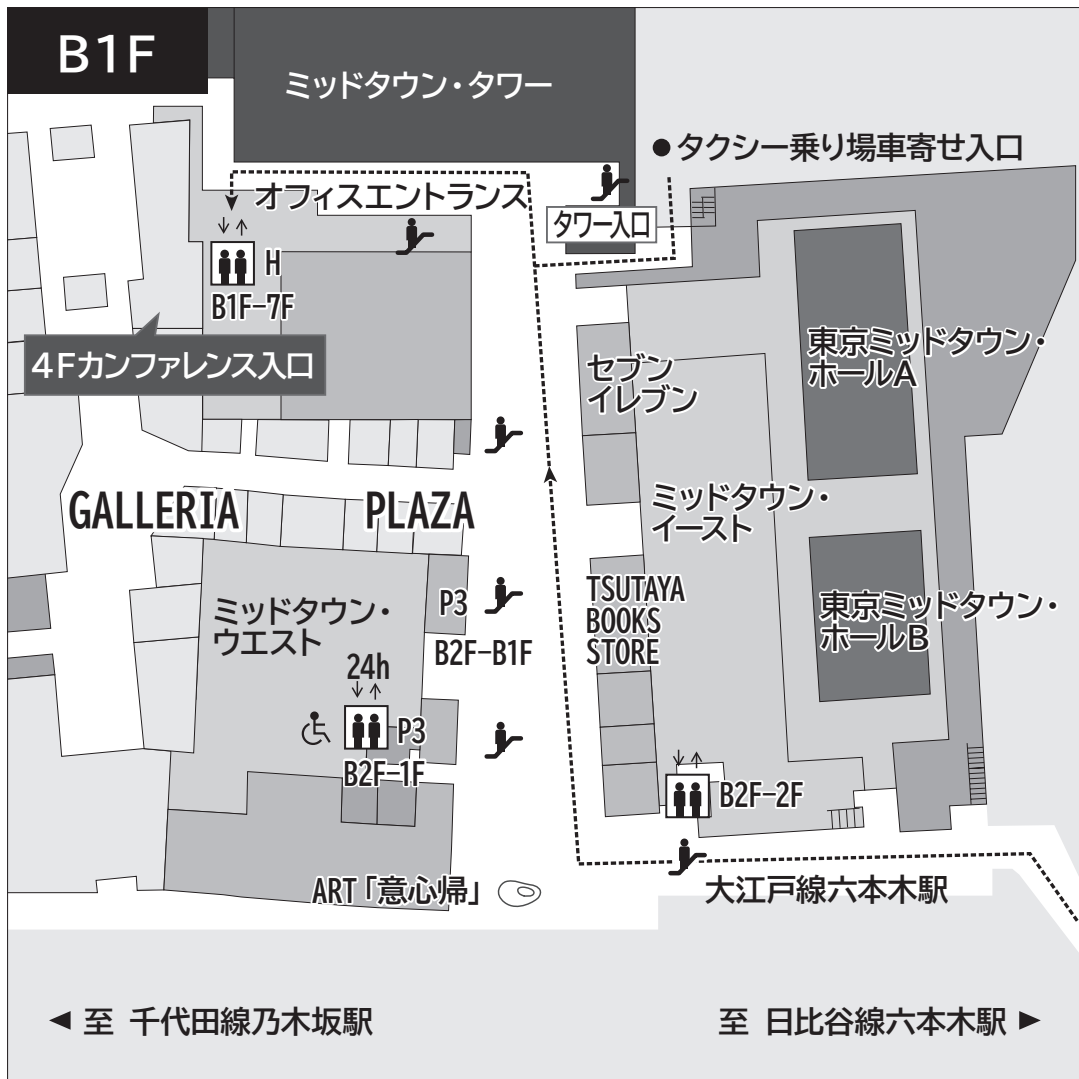 B1F
ミッドタウン・タワー
● タクシー乗り場車寄せ入口
オフィスエントランス
タワー入口
H
B1F-7F
4Fカンファレンス入口
セブン
イレブン
東京ミッドタウン・
ホールA
GALLERIA
PLAZA
ミッドタウン・
イースト
ミッドタウン・
ウエスト
P3
B2F-B1F
TSUTAYA
BOOKS
STORE
東京ミッドタウン・
ホールB
24h
P3
B2F-1F
B2F-2F
ART「意心帰」
大江戸線六本木駅
◀ 至 千代田線乃木坂駅
至 日比谷線六本木駅 ▶